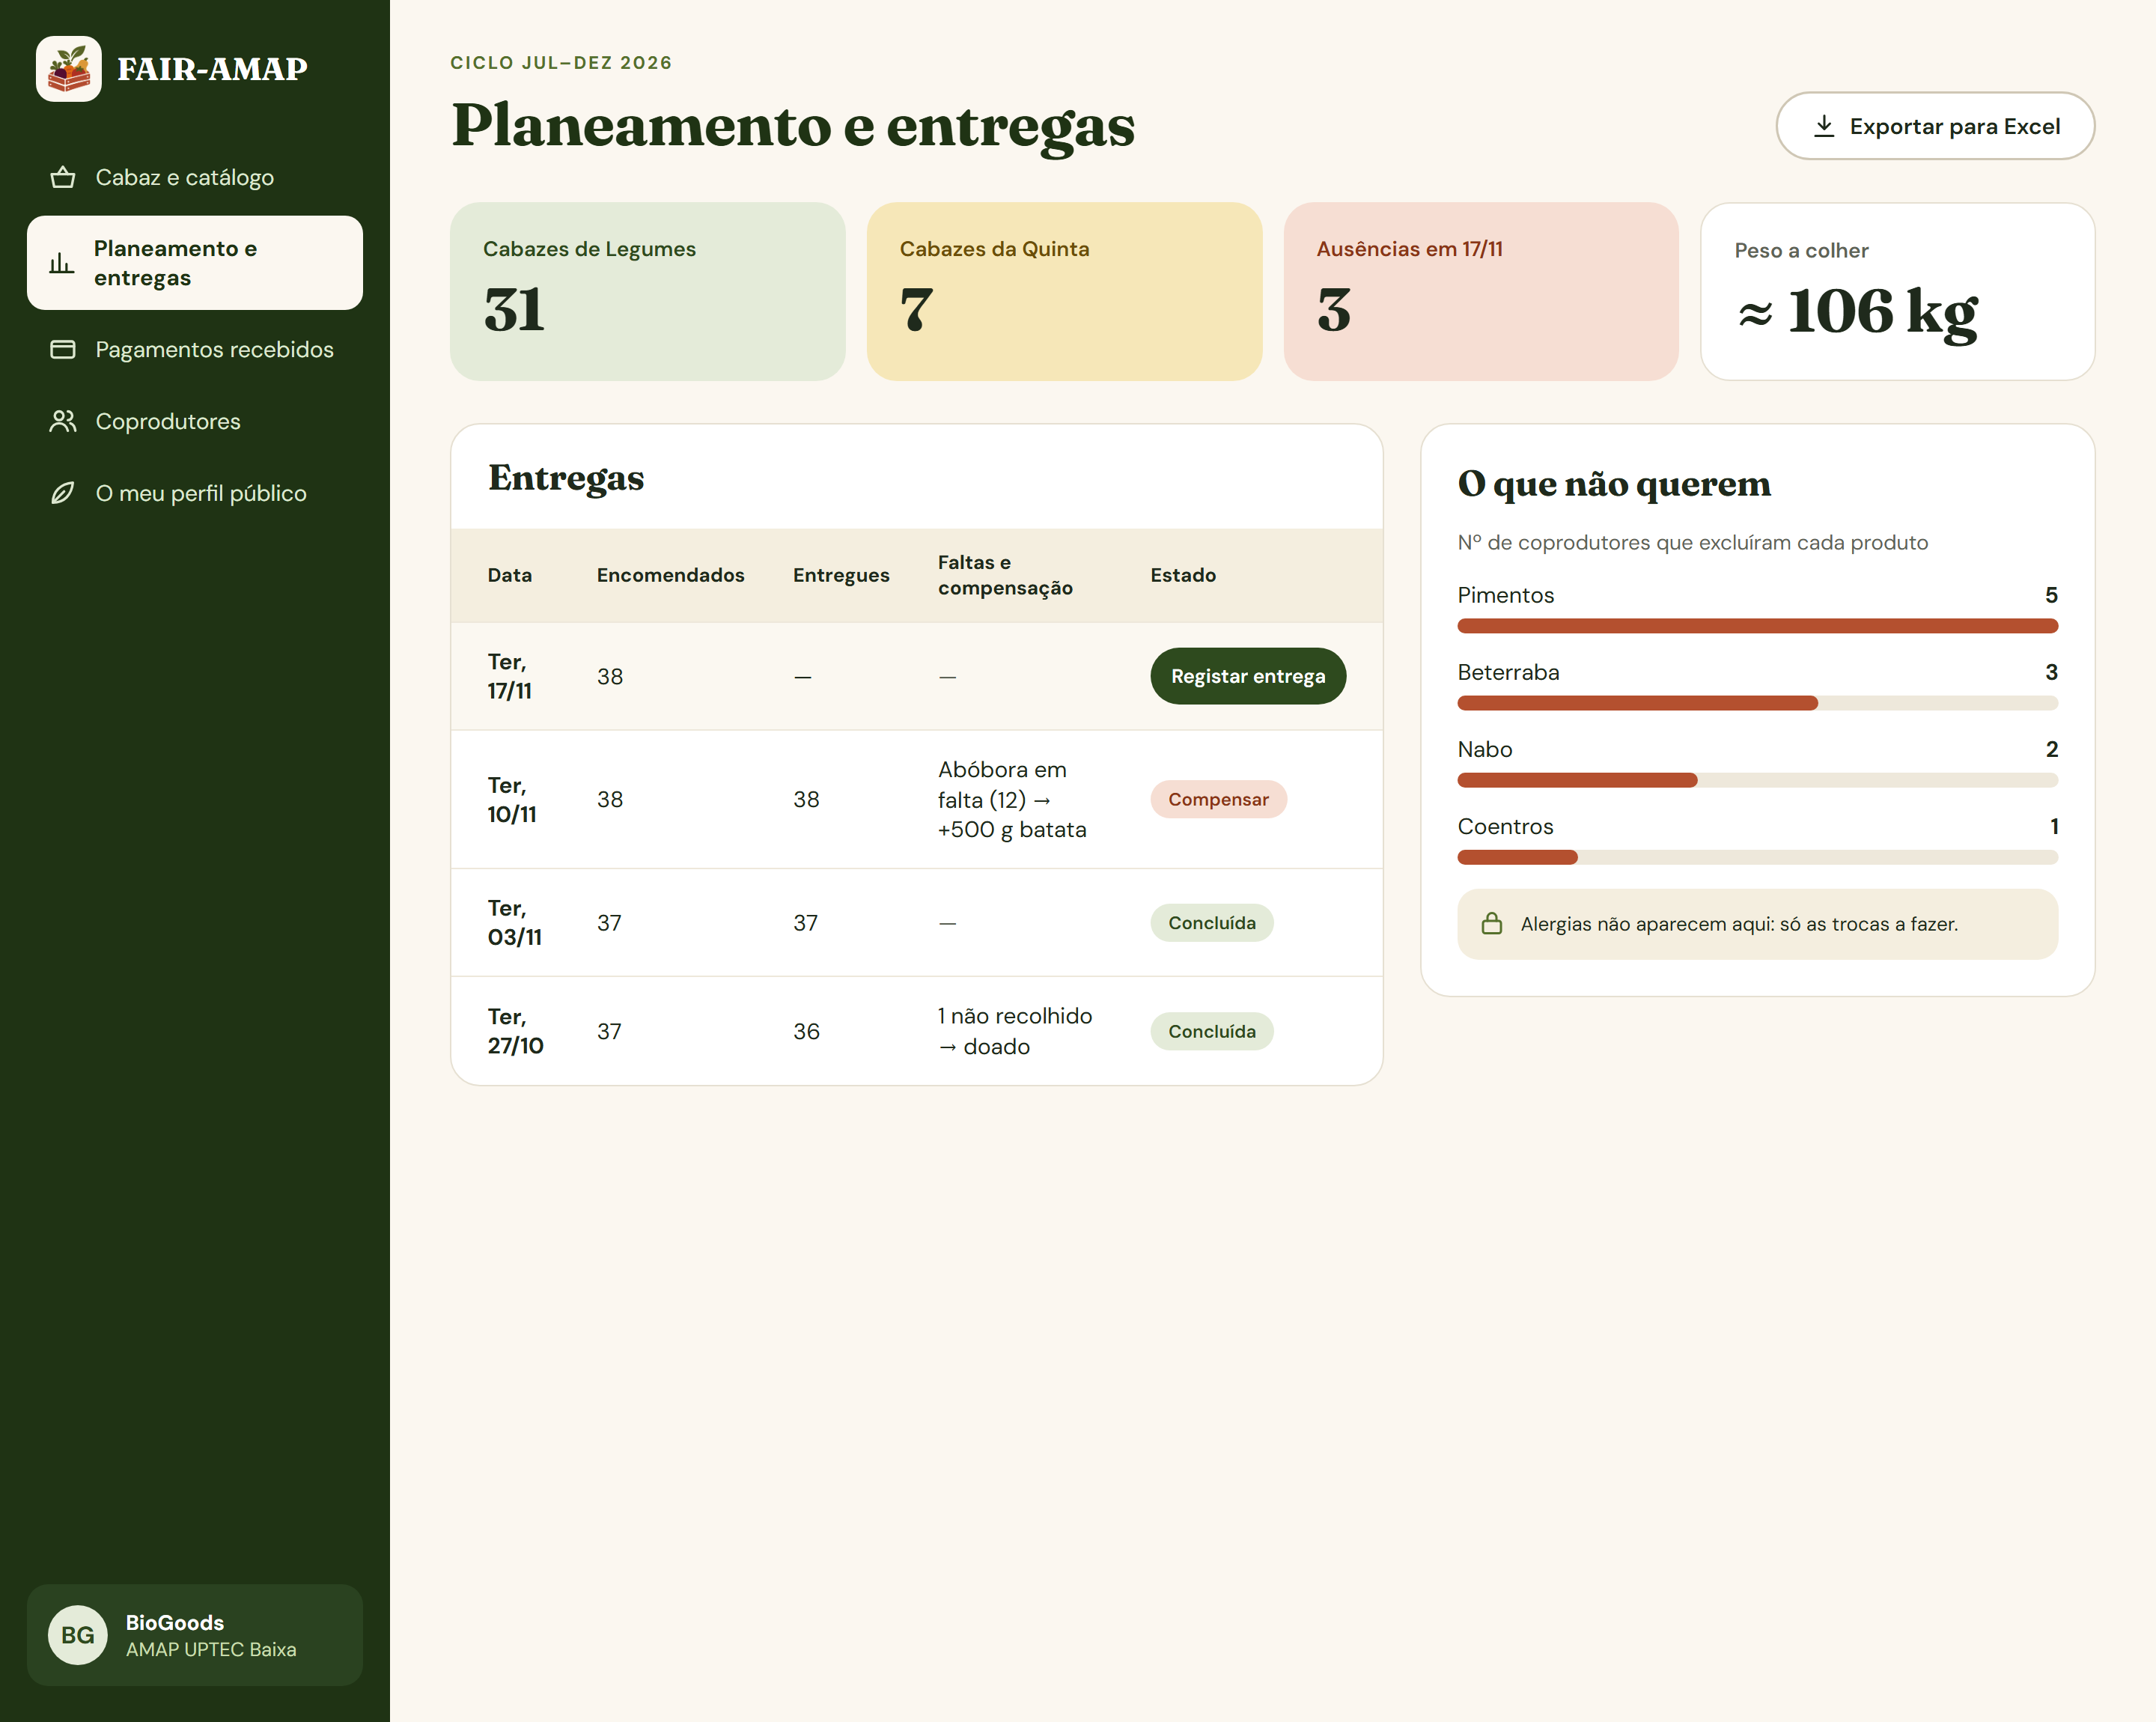 FAIR-AMAP
Cabaz e catálogo
Planeamento e
entregas
Pagamentos recebidos
Coprodutores
O meu perfil público
BG
BioGoods
AMAP UPTEC Baixa
CICLO JUL–DEZ 2026
Planeamento e entregas
Exportar para Excel
Cabazes de Legumes
31
Cabazes da Quinta
7
Ausências em 17/11
3
Peso a colher
≈ 106 kg
Entregas
Data Encomendados Entregues Faltas e compensação Estado
Ter, 17/11 38 — — Registar entrega
Ter, 10/11 38 38 Abóbora em falta (12) → +500 g batata Compensar
Ter, 03/11 37 37 — Concluída
Ter, 27/10 37 36 1 não recolhido → doado Concluída
O que não querem
Nº de coprodutores que excluíram cada produto
Pimentos 5
Beterraba 3
Nabo 2
Coentros 1
Alergias não aparecem aqui: só as trocas a fazer.